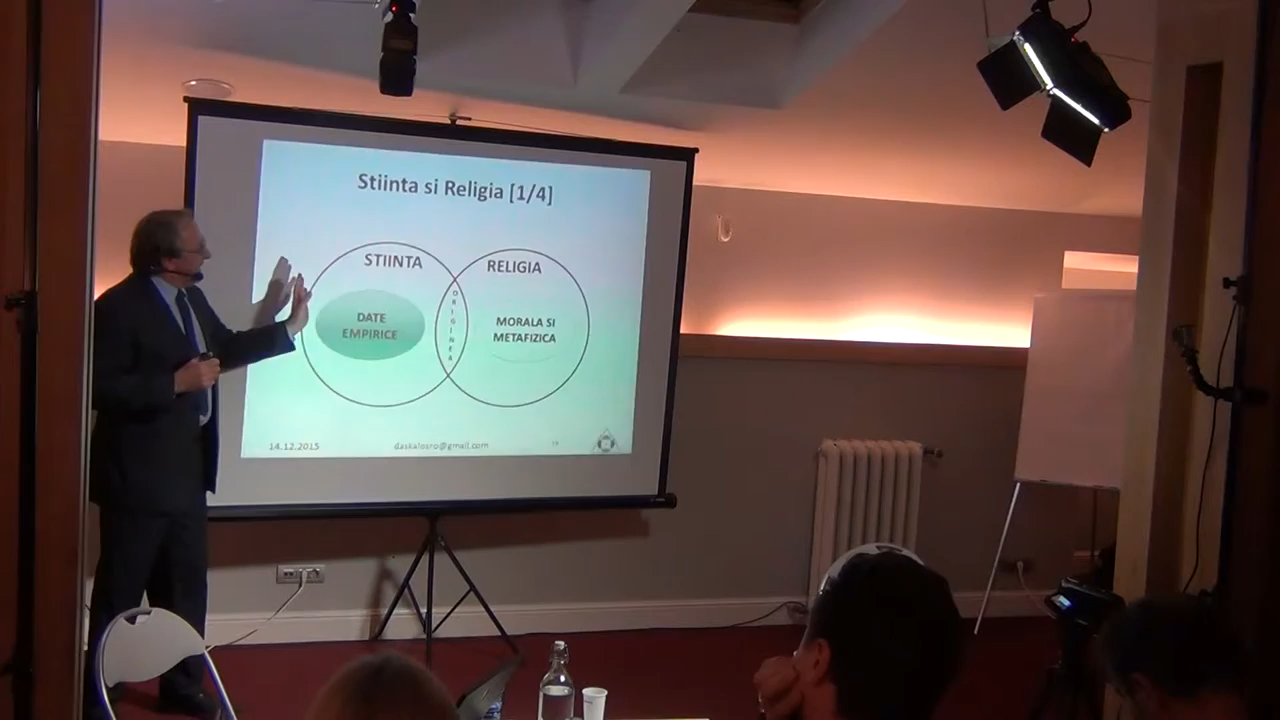 Stiinta si Religia [1/4]
STIINTA
RELIGIA
DATE
EMPIRICE
ORIGINEA
MORALA SI
METAFIZICA
14.12.2015
daskalosro@gmail.com